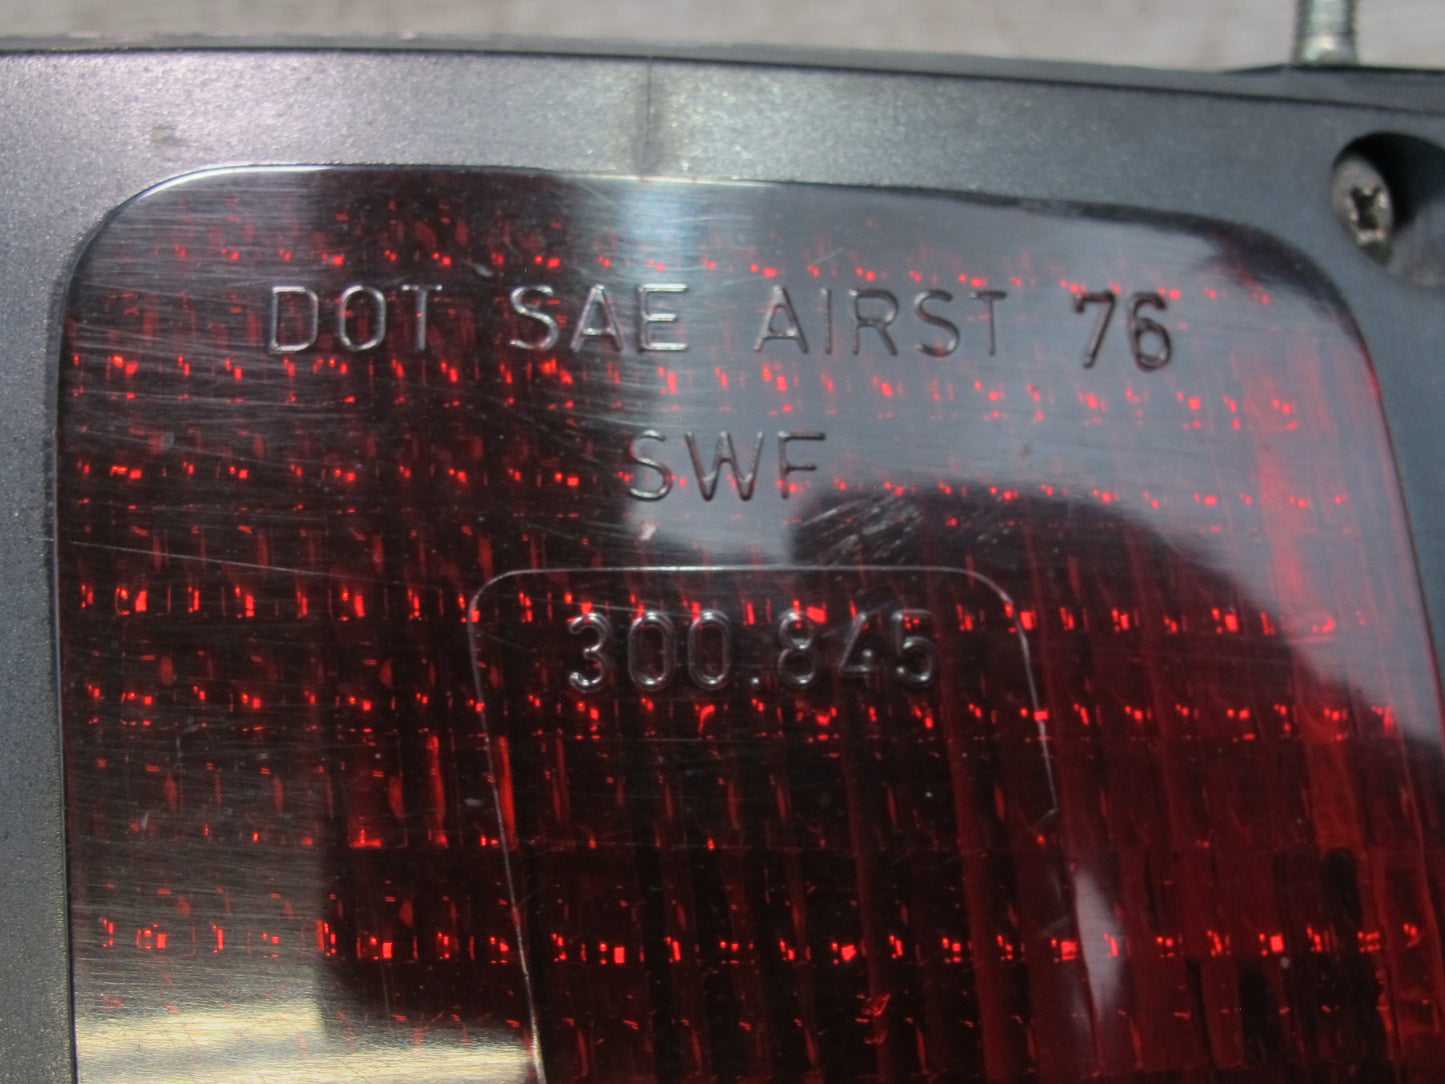 DOT SAE AIRST 76
SWF
300.845